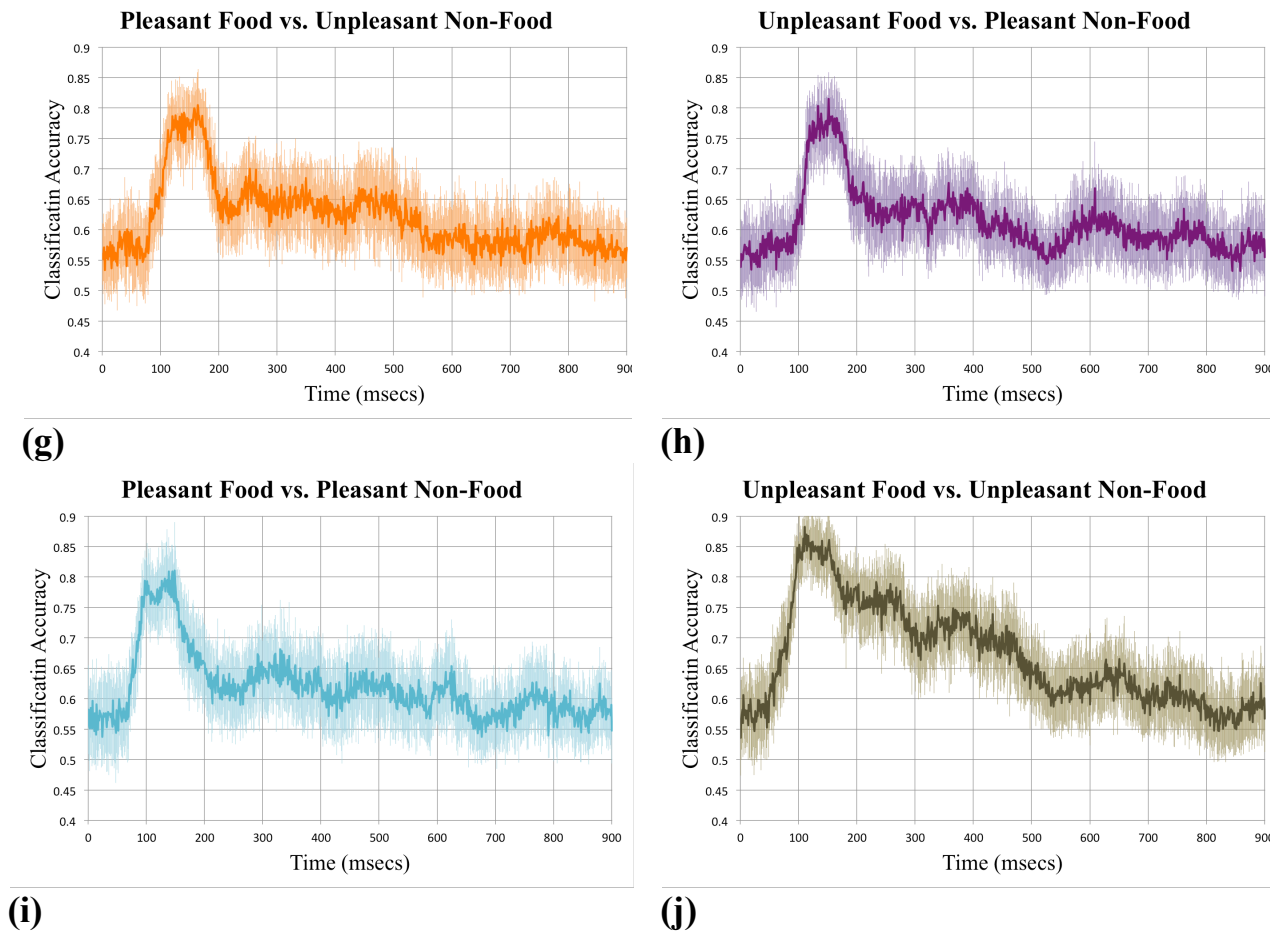 Pleasant Food vs. Unpleasant Non-Food
Classificatin Accuracy
0.9
0.85
0.8
0.75
0.7
0.65
0.6
0.55
0.5
0.45
0.4
0 100 200 300 400 500 600 700 800 900
Time (msecs)
(g)
Unpleasant Food vs. Pleasant Non-Food
Classificatin Accuracy
0.9
0.85
0.8
0.75
0.7
0.65
0.6
0.55
0.5
0.45
0.4
0 100 200 300 400 500 600 700 800 900
Time (msecs)
(h)
Pleasant Food vs. Pleasant Non-Food
Classificatin Accuracy
0.9
0.85
0.8
0.75
0.7
0.65
0.6
0.55
0.5
0.45
0.4
0 100 200 300 400 500 600 700 800 900
Time (msecs)
(i)
Unpleasant Food vs. Unpleasant Non-Food
Classificatin Accuracy
0.9
0.85
0.8
0.75
0.7
0.65
0.6
0.55
0.5
0.45
0.4
0 100 200 300 400 500 600 700 800 900
Time (msecs)
(j)